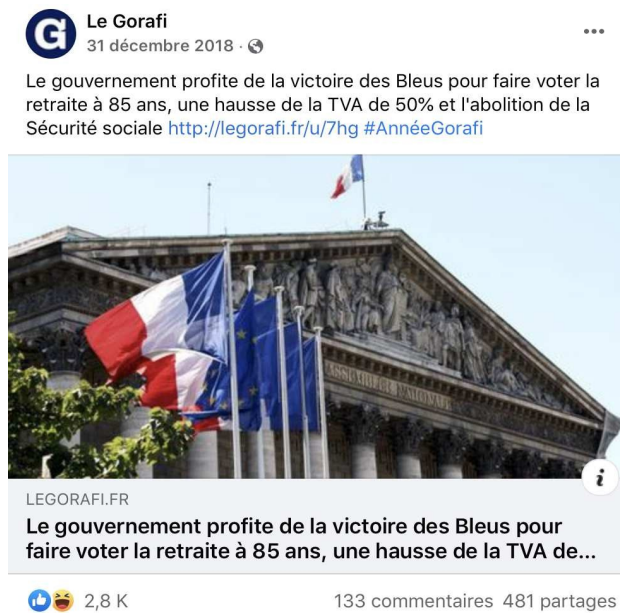 G
Le Gorafi
31 décembre 2018 ·
Le gouvernement profite de la victoire des Bleus pour faire voter la
retraite à 85 ans, une hausse de la TVA de 50% et l'abolition de la
Sécurité sociale http://legorafi.fr/u/7hg #AnnéeGorafi
ASSEMBLEE NATIONALE
i
LEGORAFI.FR
Le gouvernement profite de la victoire des Bleus pour
faire voter la retraite à 85 ans, une hausse de la TVA de...
2,8 K
133 commentaires 481 partages